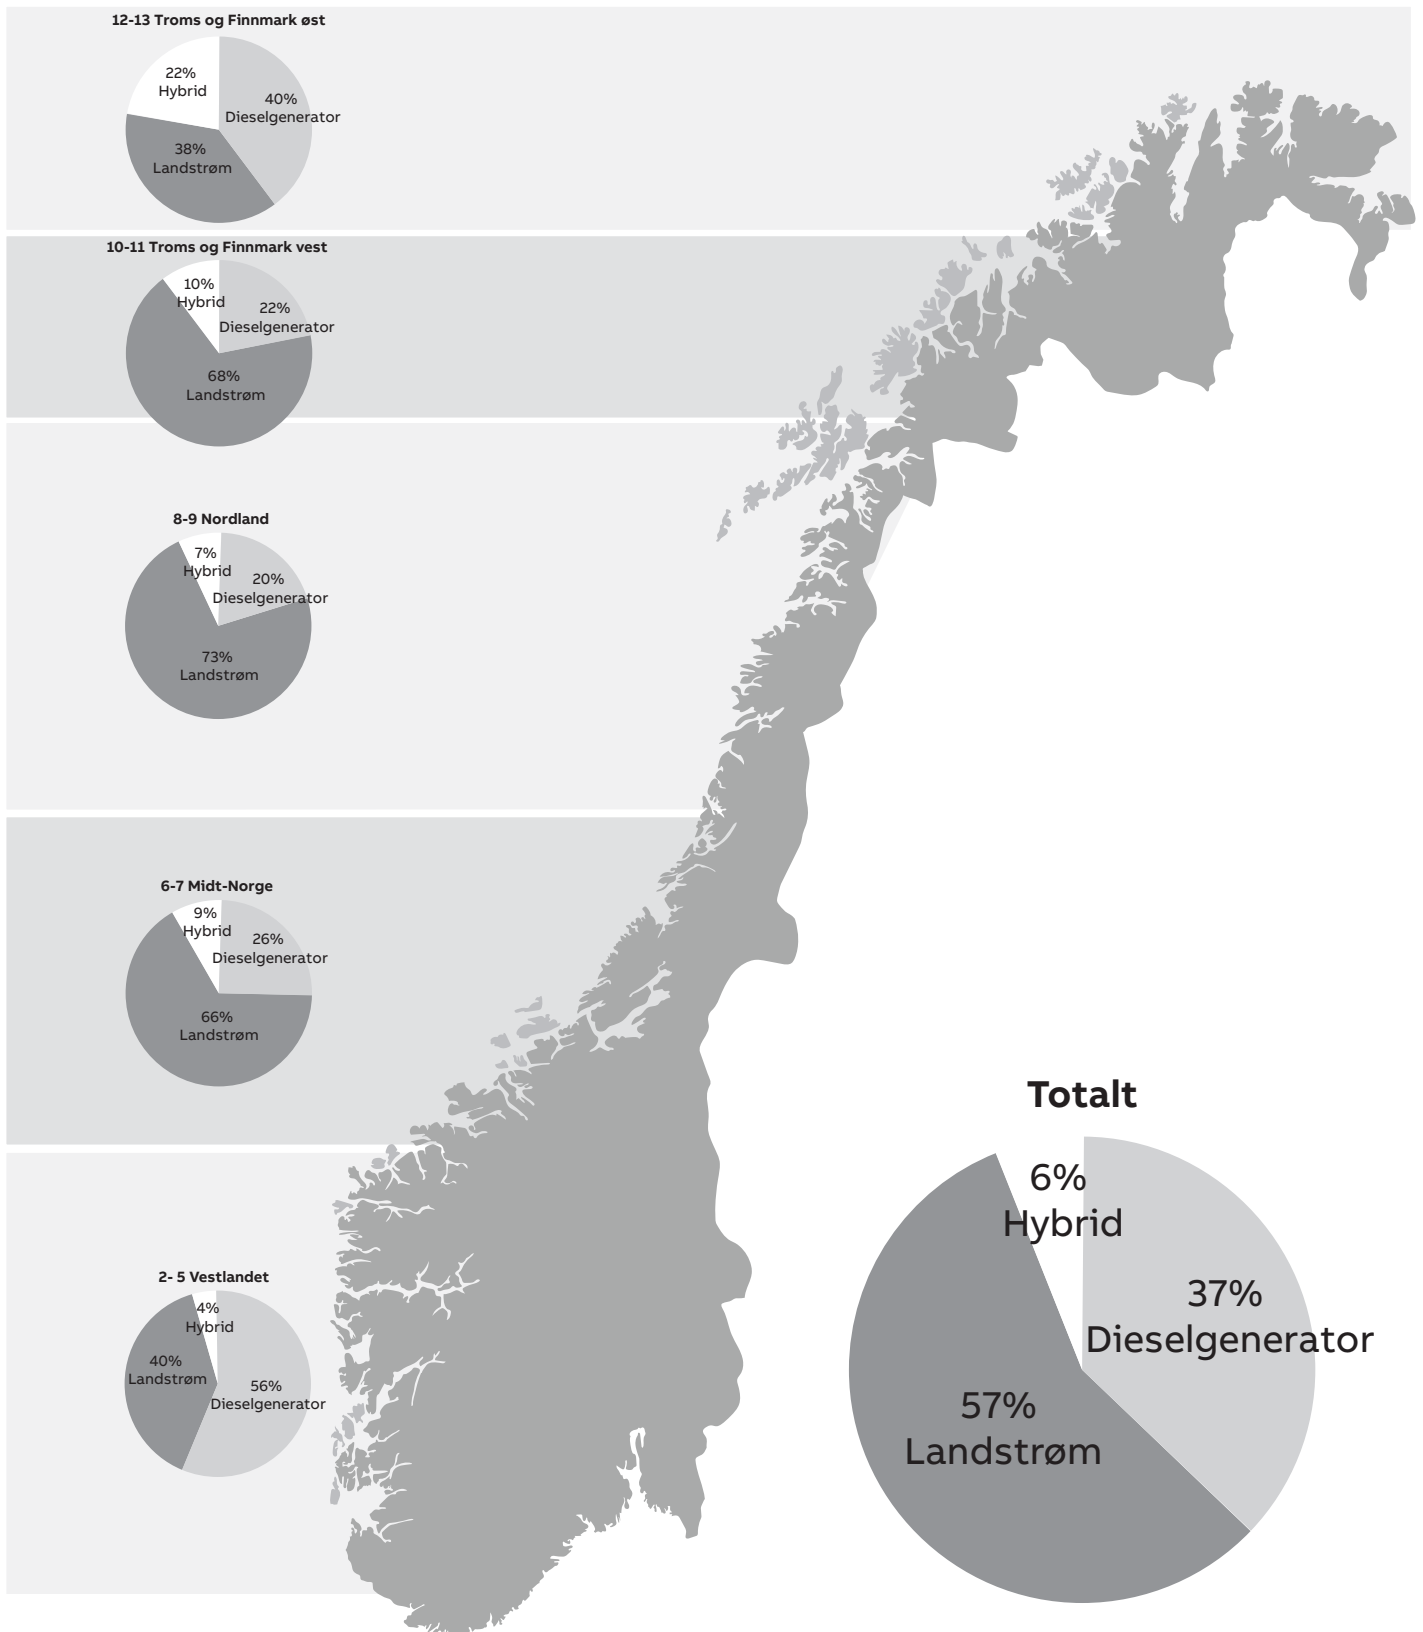 12-13 Troms og Finnmark øst
22%
Hybrid
40%
Dieselgenerator
38%
Landstrøm
10-11 Troms og Finnmark vest
10%
Hybrid
22%
Dieselgenerator
68%
Landstrøm
8-9 Nordland
7%
Hybrid
20%
Dieselgenerator
73%
Landstrøm
6-7 Midt-Norge
9%
Hybrid
26%
Dieselgenerator
66%
Landstrøm
2- 5 Vestlandet
4%
Hybrid
40%
Landstrøm
56%
Dieselgenerator
Totalt
6%
Hybrid
37%
Dieselgenerator
57%
Landstrøm